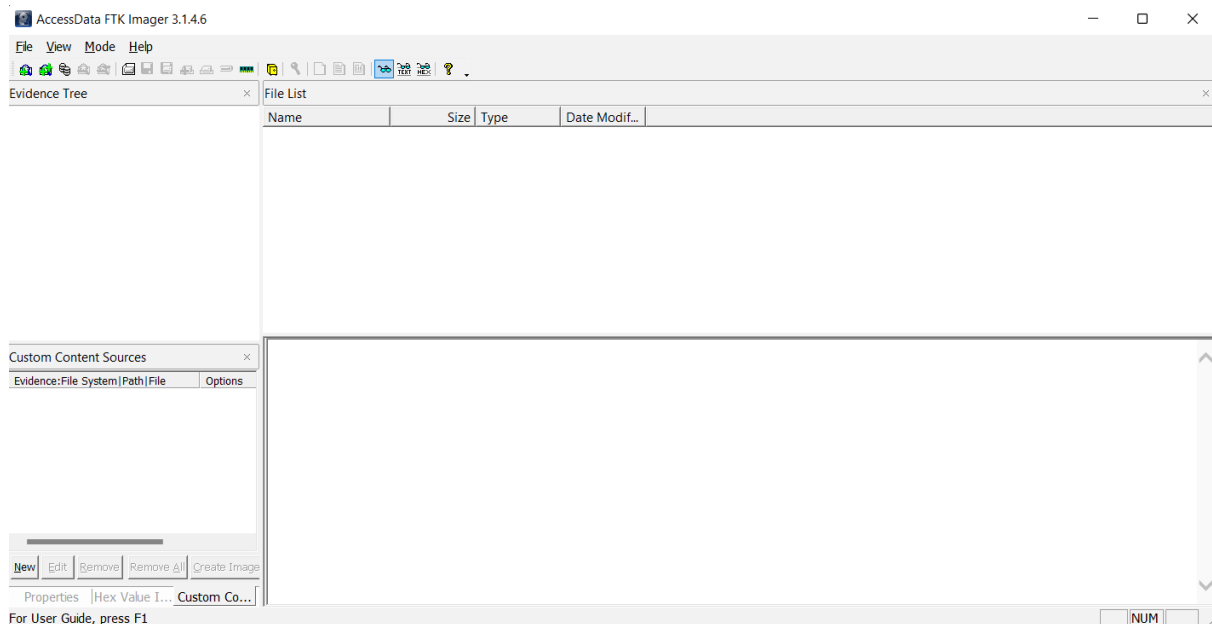 AccessData FTK Imager 3.1.4.6
File View Mode Help
TEXT HEX ?
Evidence Tree
File List
Name Size Type Date Modif...
Custom Content Sources
Evidence:File System|Path|File Options
New Edit Remove Remove All Create Image
Properties Hex Value I... Custom Co...
For User Guide, press F1
NUM